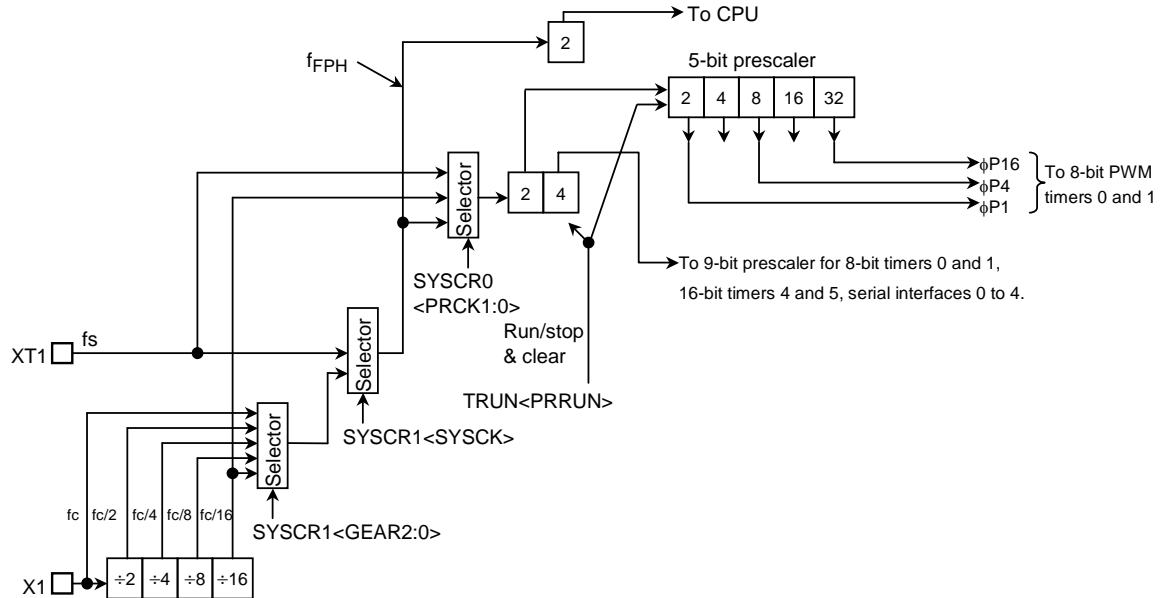 To CPU
2
fFPH
5-bit prescaler
2 4 8 16 32
ϕP16
ϕP4
ϕP1
To 8-bit PWM
timers 0 and 1
Selector
2 4
SYSCR0
<PRCK1:0>
To 9-bit prescaler for 8-bit timers 0 and 1,
16-bit timers 4 and 5, serial interfaces 0 to 4.
Run/stop
& clear
TRUN<PRRUN>
XT1
fs
Selector
SYSCR1<SYSCK>
Selector
SYSCR1<GEAR2:0>
fc fc/2 fc/4 fc/8 fc/16
X1
÷2 ÷4 ÷8 ÷16